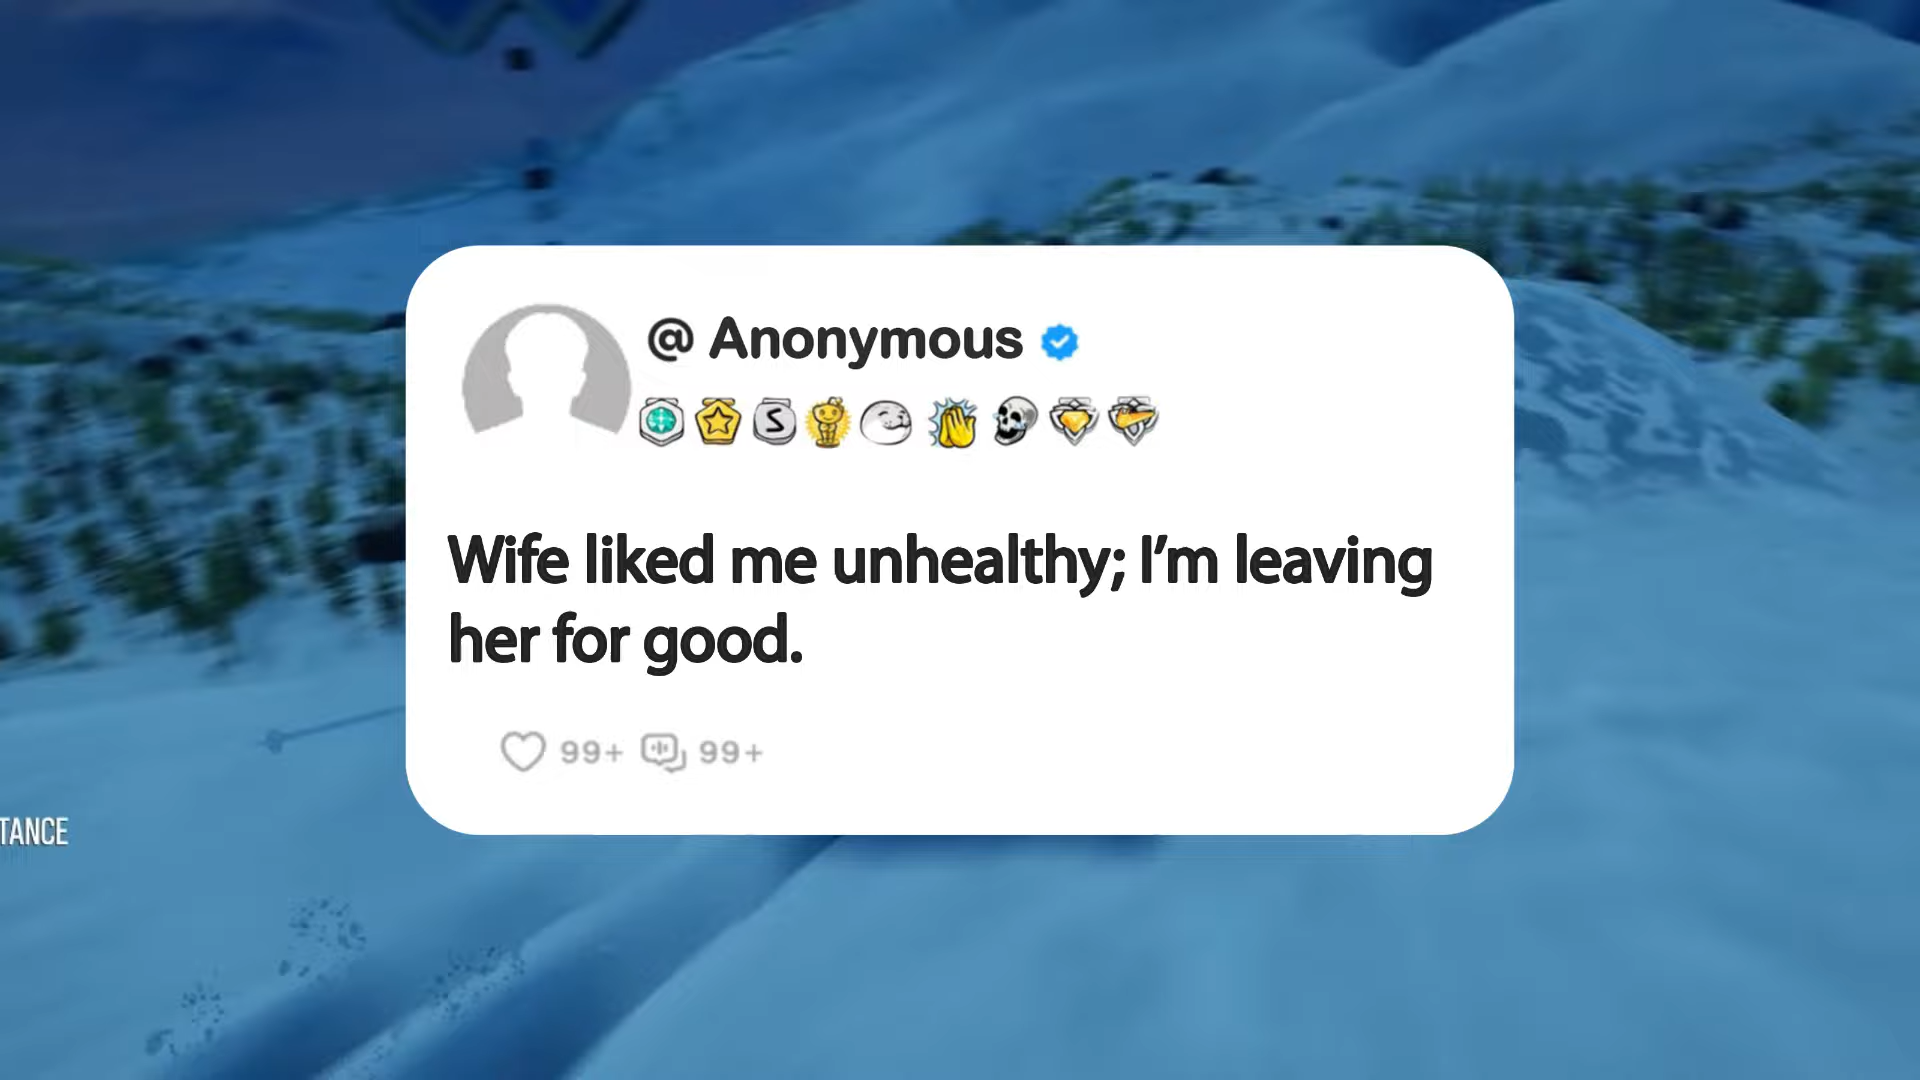 @ Anonymous
Wife liked me unhealthy; I’m leaving
her for good.
99+ 99+
TANCE